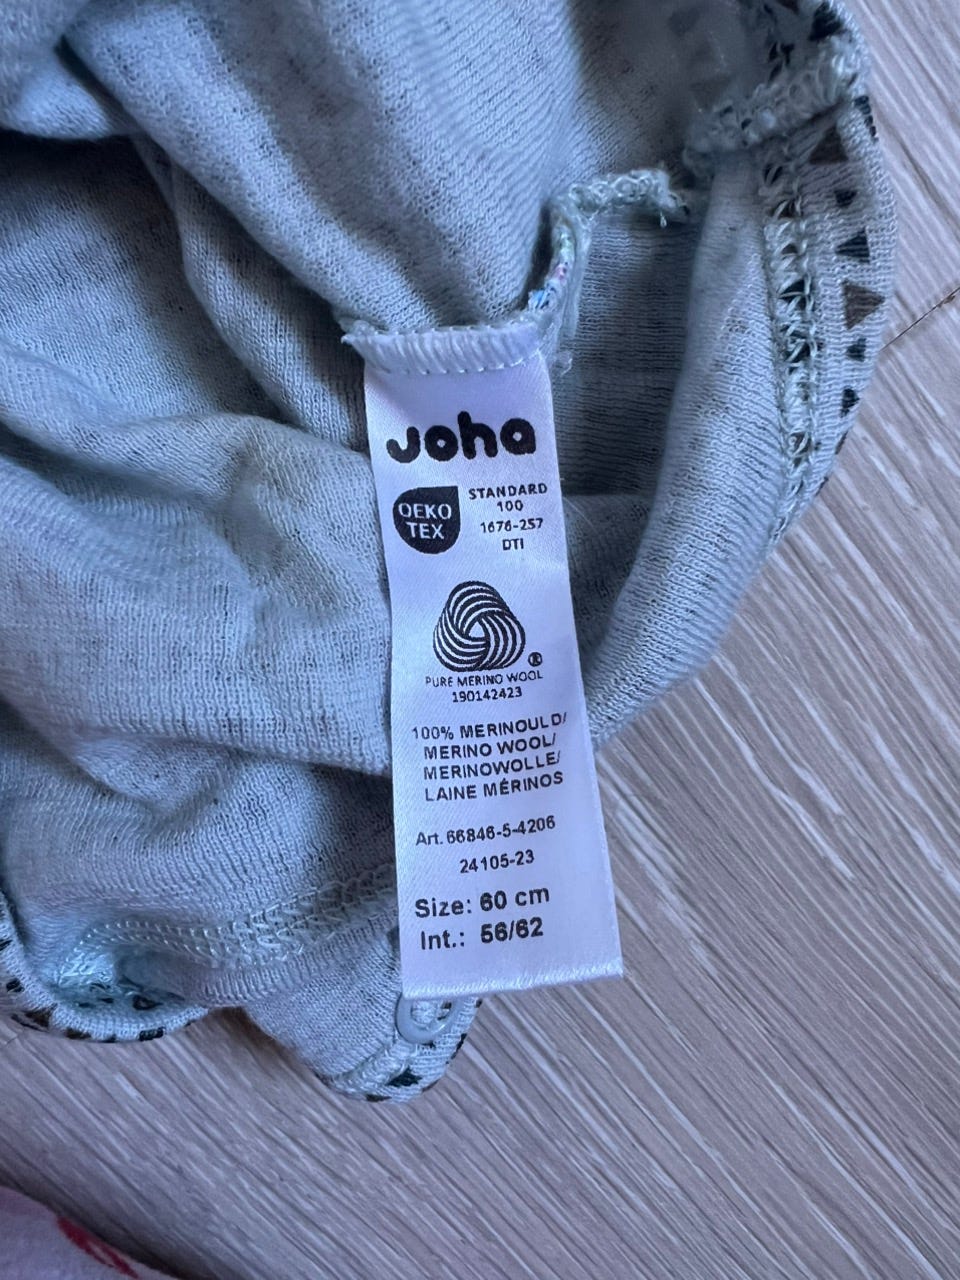 Joha
OEKO
TEX
STANDARD
100
1676-257
DTI
®
PURE MERINO WOOL
190142423
100% MERINOULD/
MERINO WOOL/
MERINOWOLLE/
LAINE MÉRINOS
Art. 66846-5-4206
24105-23
Size: 60 cm
Int.: 56/62